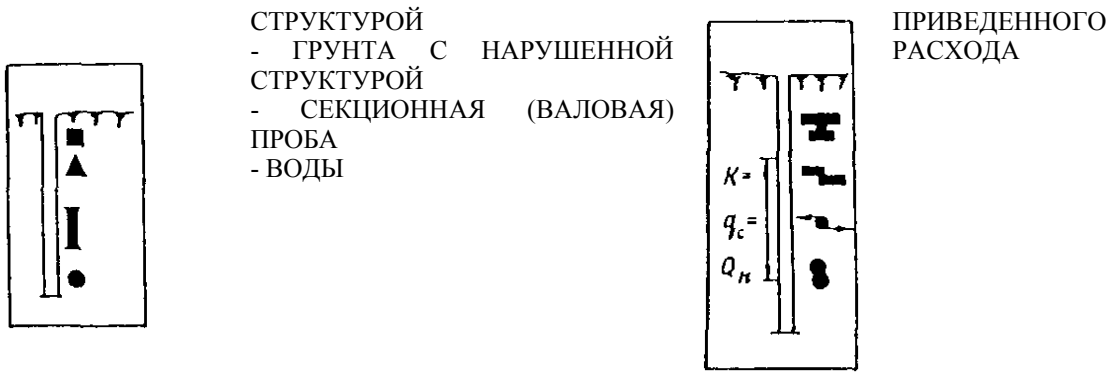 СТРУКТУРОЙ
- ГРУНТА С НАРУШЕННОЙ
СТРУКТУРОЙ
- СЕКЦИОННАЯ (ВАЛОВАЯ)
ПРОБА
- ВОДЫ
K=
q_c=
Q_н
ПРИВЕДЕННОГО
РАСХОДА